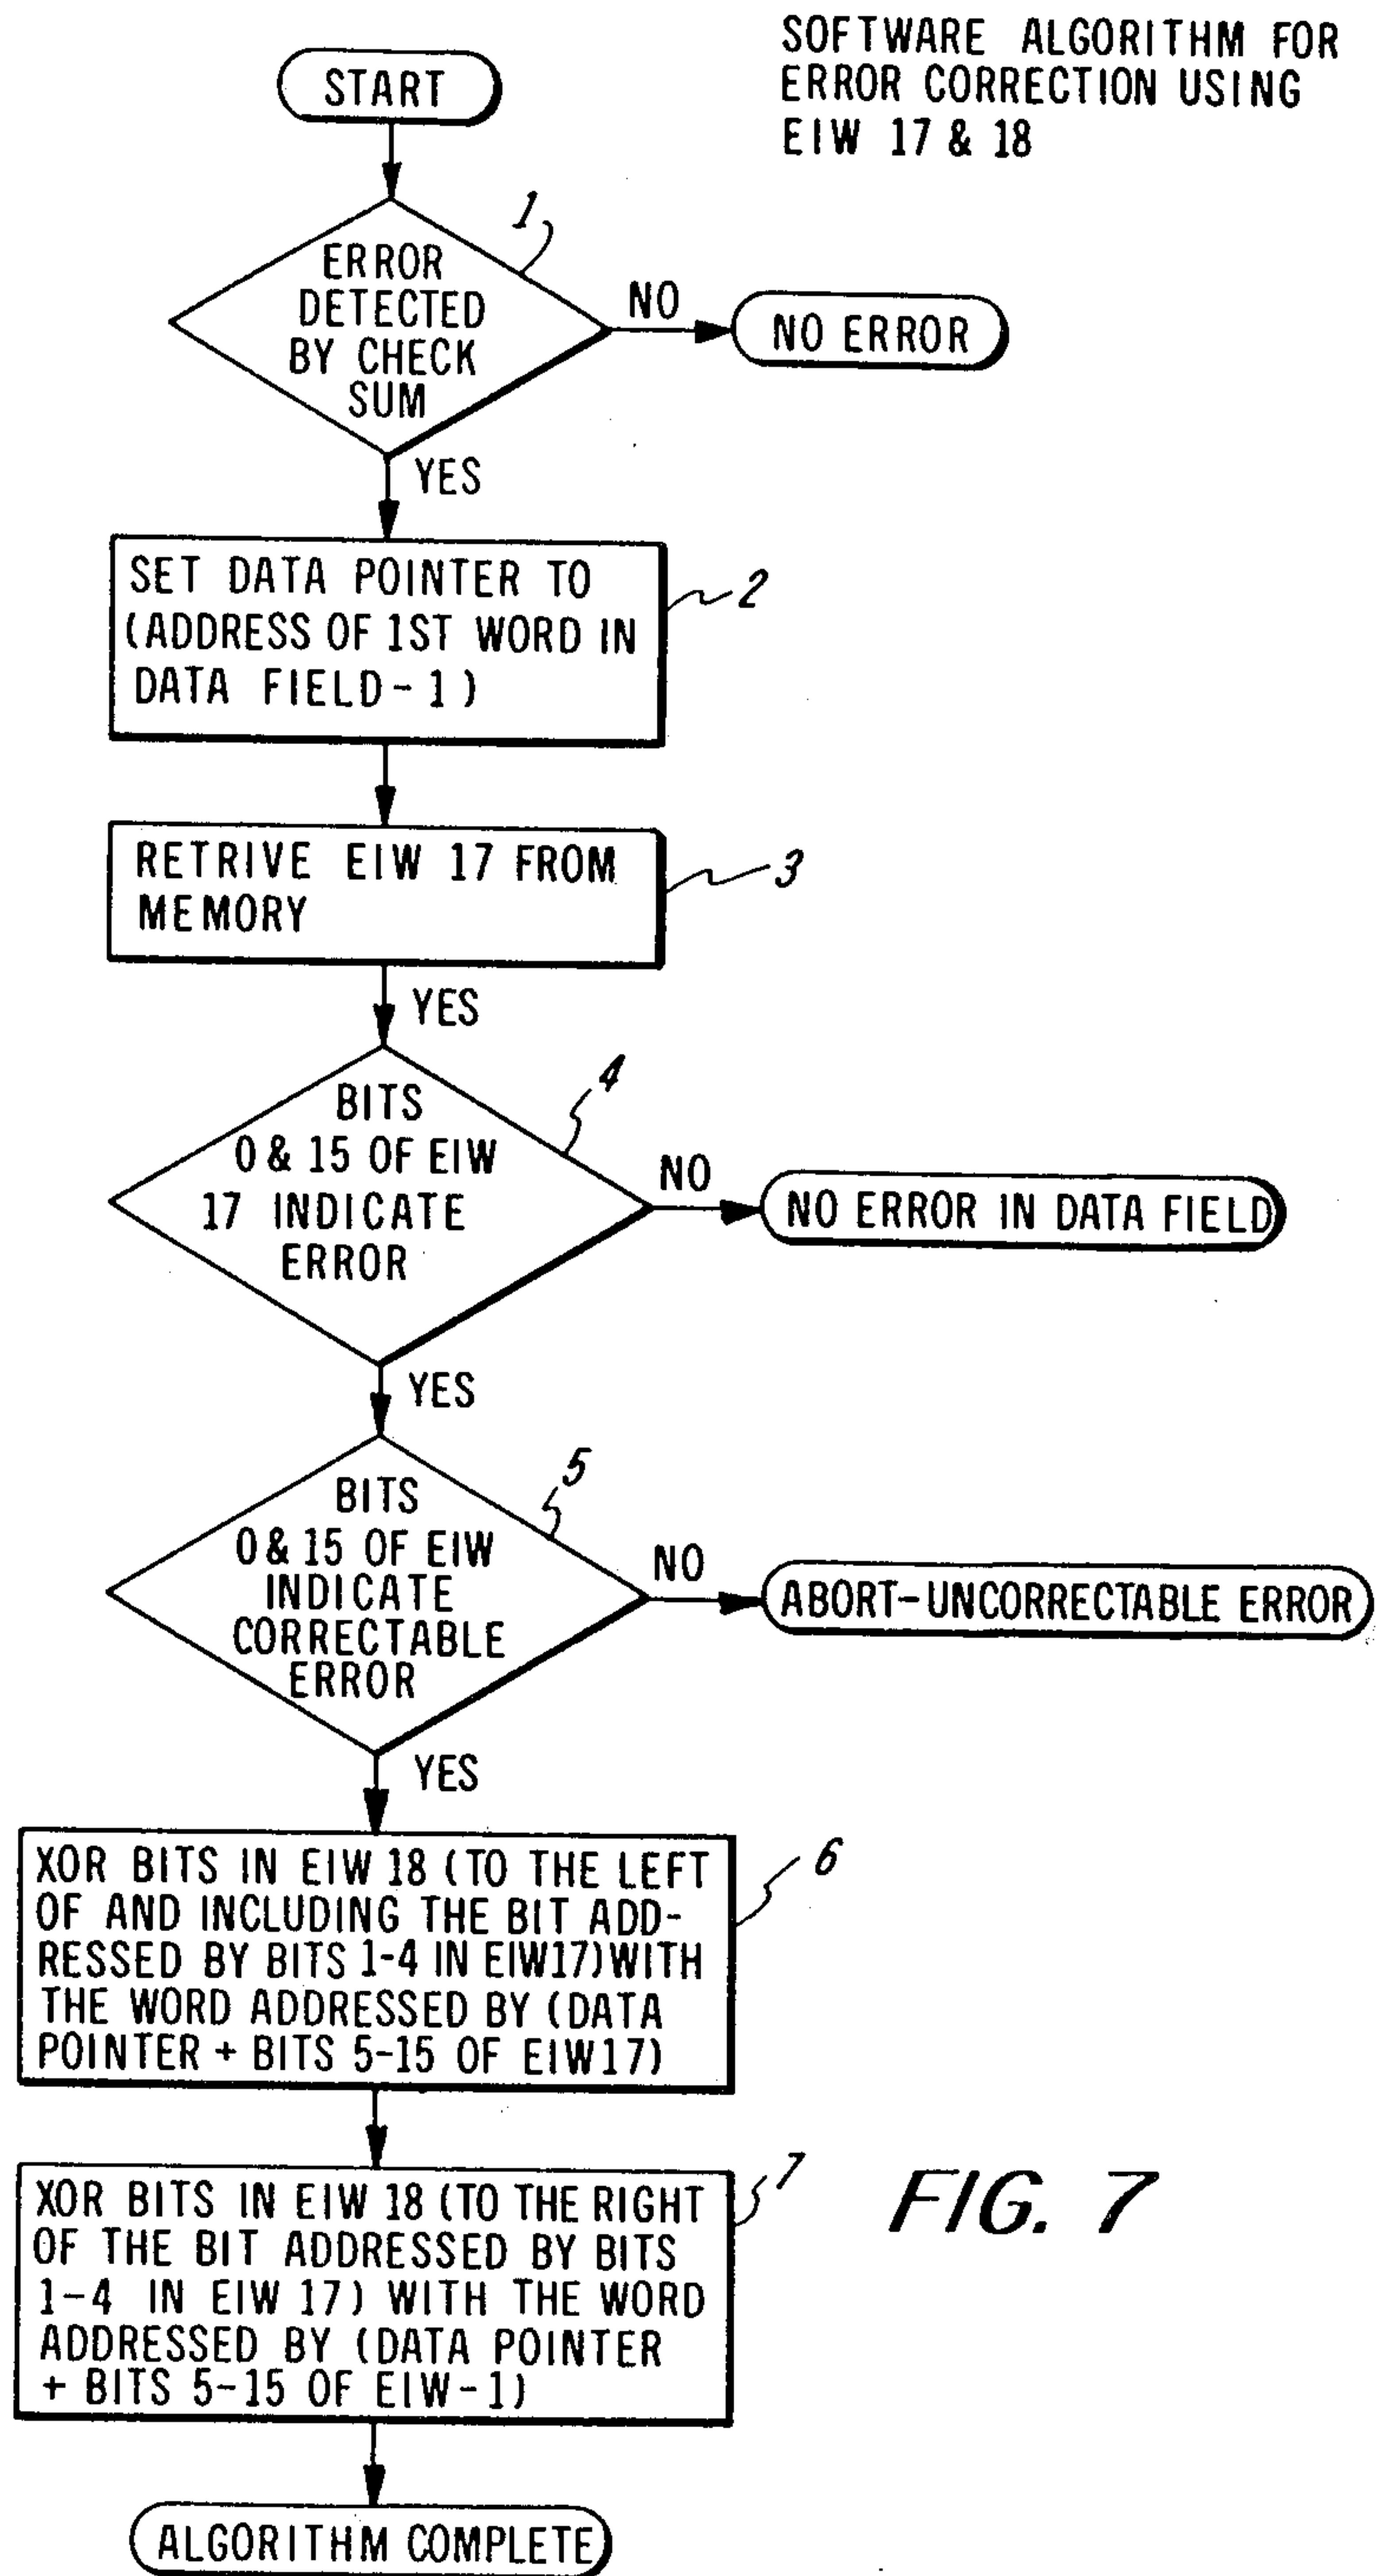 SOFTWARE ALGORITHM FOR
ERROR CORRECTION USING
EIW 17 & 18
START
1
ERROR
DETECTED
BY CHECK
SUM
NO
NO ERROR
YES
SET DATA POINTER TO
(ADDRESS OF 1ST WORD IN
DATA FIELD-1)
2
RETRIVE EIW 17 FROM
MEMORY
3
YES
4
BITS
0 & 15 OF EIW
17 INDICATE
ERROR
NO
NO ERROR IN DATA FIELD
YES
5
BITS
0 & 15 OF EIW
INDICATE
CORRECTABLE
ERROR
NO
ABORT-UNCORRECTABLE ERROR
YES
XOR BITS IN EIW 18 (TO THE LEFT
OF AND INCLUDING THE BIT ADD-
RESSED BY BITS 1-4 IN EIW17)WITH
THE WORD ADDRESSED BY (DATA
POINTER + BITS 5-15 OF EIW17)
6
XOR BITS IN EIW 18 (TO THE RIGHT
OF THE BIT ADDRESSED BY BITS
1-4 IN EIW 17) WITH THE WORD
ADDRESSED BY (DATA POINTER
+ BITS 5-15 OF EIW-1)
7
FIG. 7
ALGORITHM COMPLETE